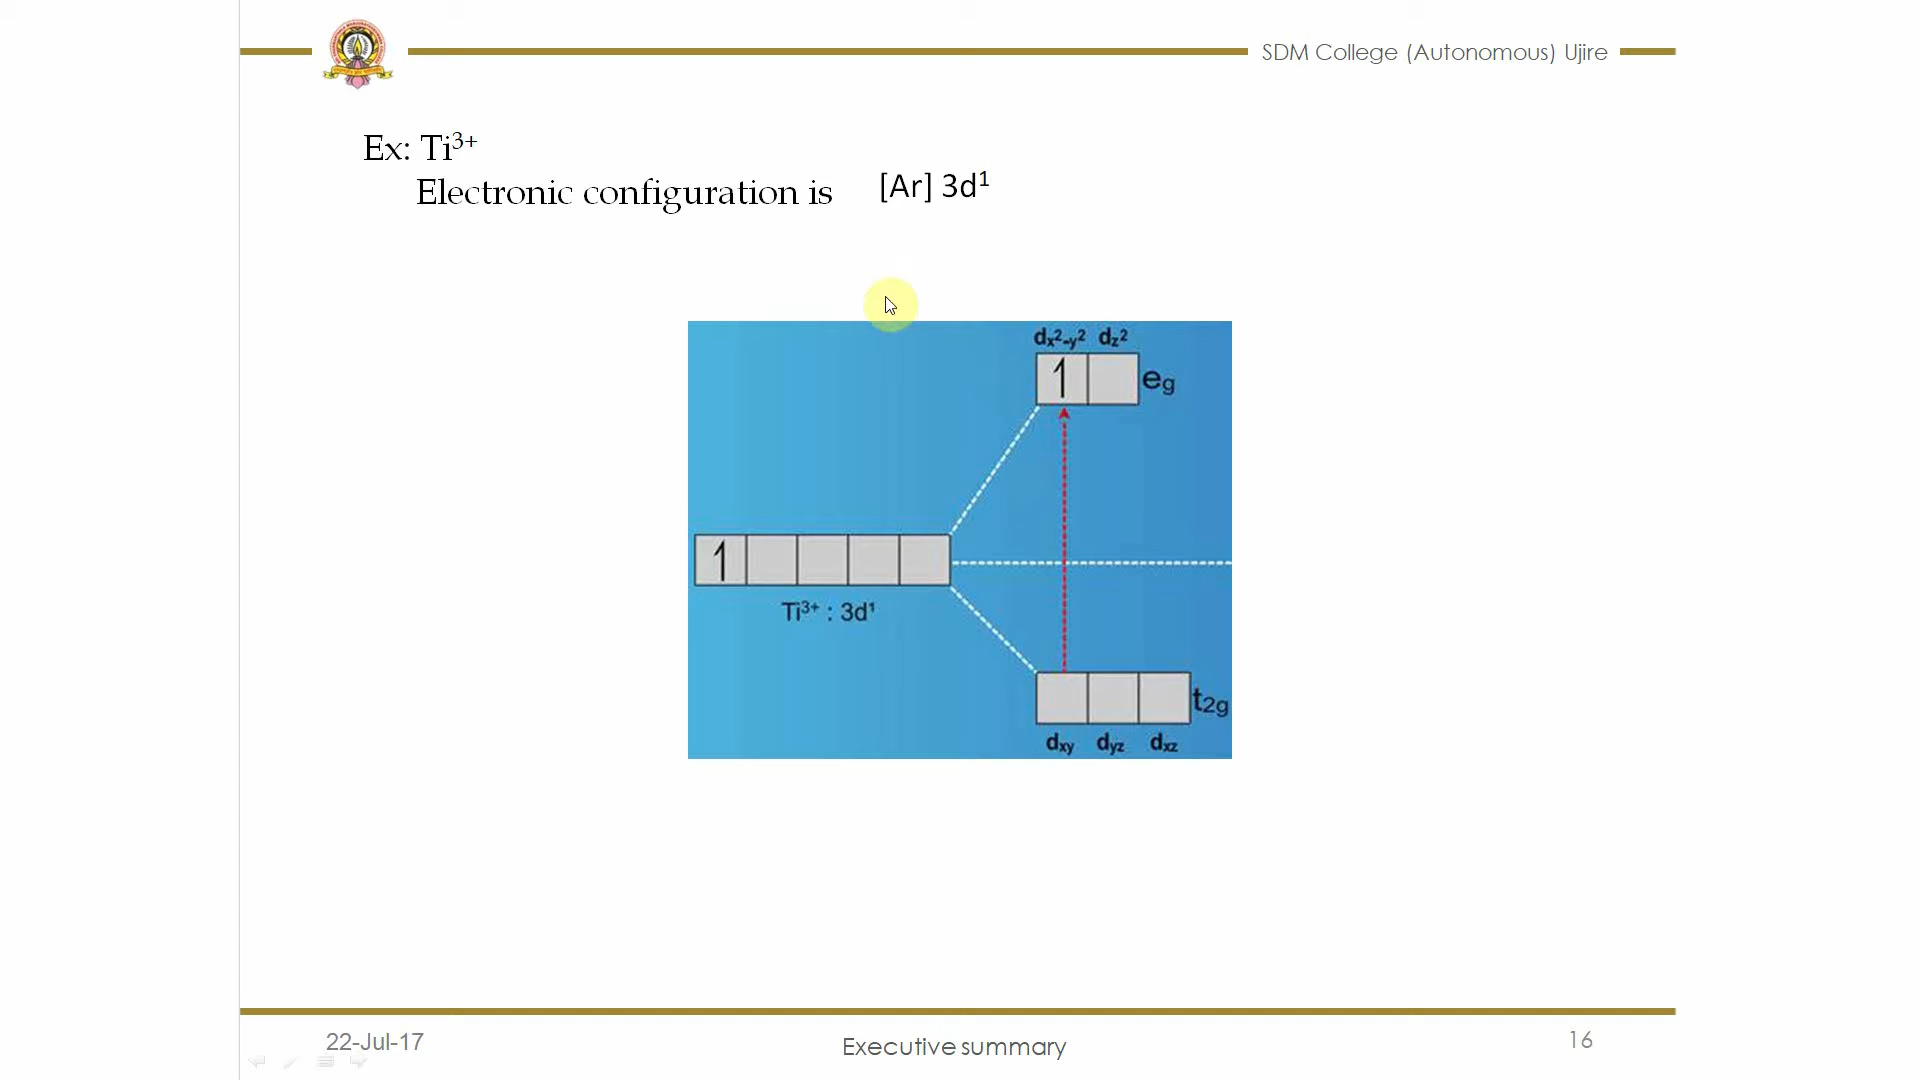 SDM College (Autonomous) Ujire
Ex: Ti³⁺
Electronic configuration is [Ar] 3d¹
dx²-y² dz²
1
eg
1
Ti³⁺ : 3d¹
t2g
dxy dyz dxz
22-Jul-17
Executive summary
16